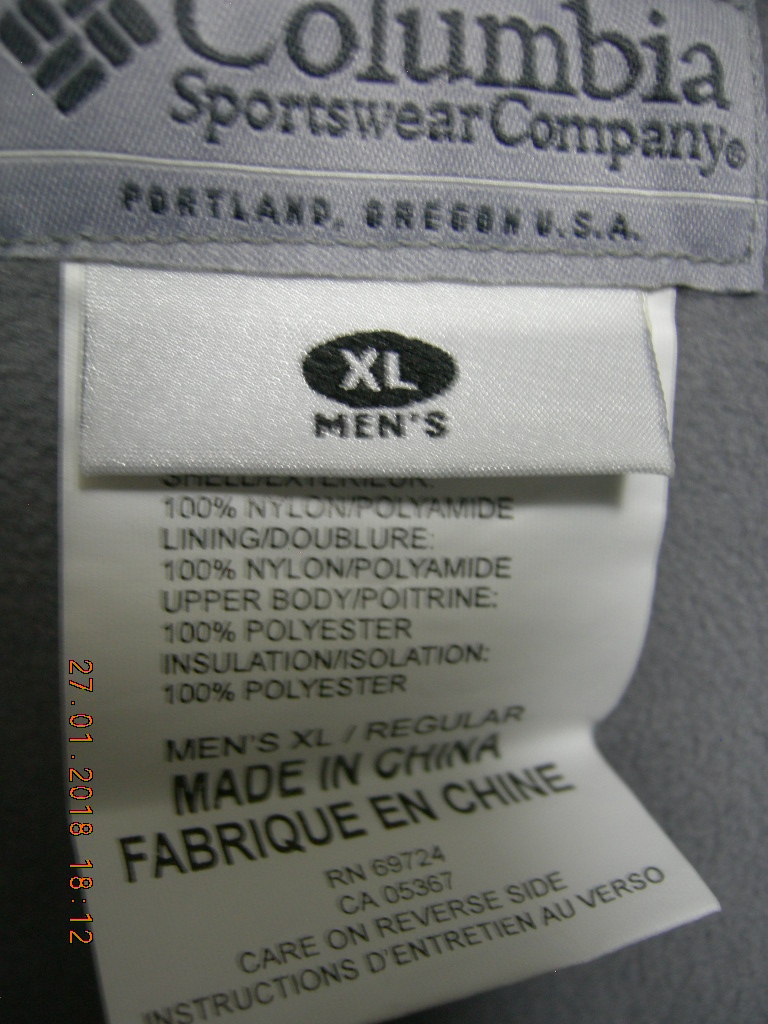 Columbia
Sportswear Company®
PORTLAND, OREGON U.S.A.
XL
MEN'S
SHELL/EXTÉRIEUR:
100% NYLON/POLYAMIDE
LINING/DOUBLURE:
100% NYLON/POLYAMIDE
UPPER BODY/POITRINE:
100% POLYESTER
INSULATION/ISOLATION:
100% POLYESTER
MEN'S XL / REGULAR
MADE IN CHINA
FABRIQUE EN CHINE
RN 69724
CA 05367
CARE ON REVERSE SIDE
INSTRUCTIONS D'ENTRETIEN AU VERSO
27.01.2018 18:12